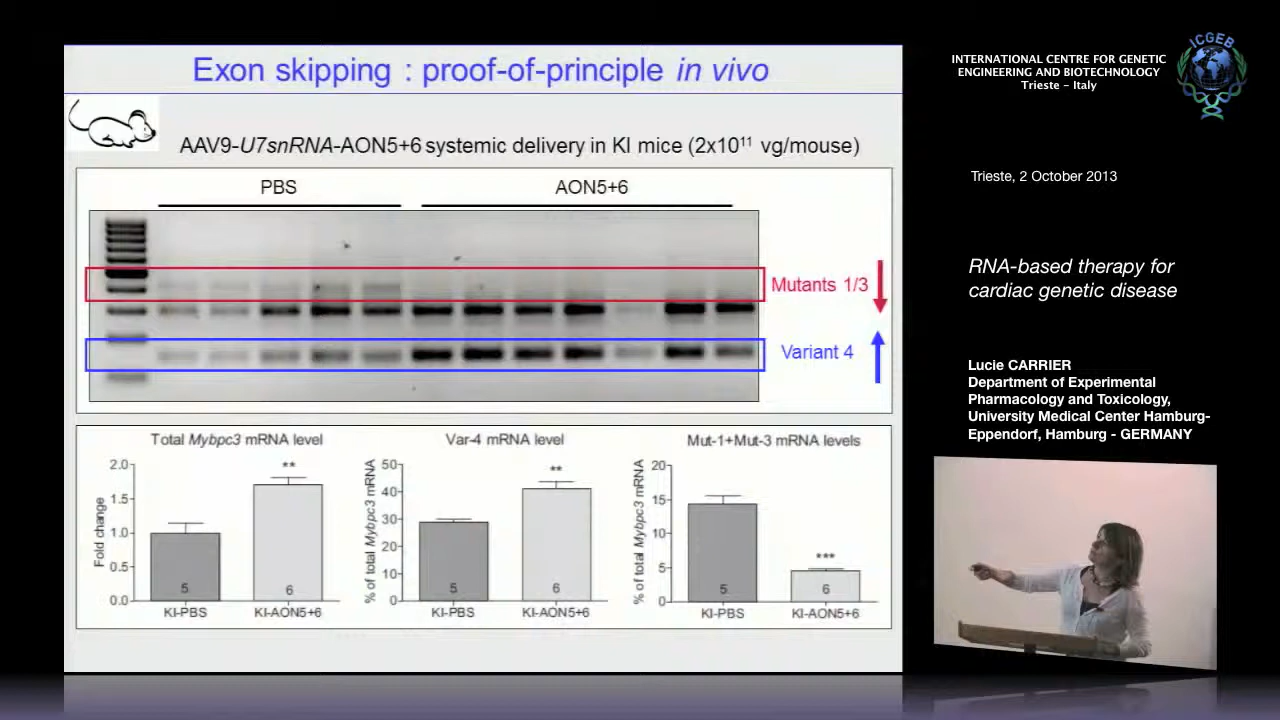 Exon skipping : proof-of-principle in vivo
AAV9-U7snRNA-AON5+6 systemic delivery in KI mice (2x10¹¹ vg/mouse)
PBS
AON5+6
Mutants 1/3
Variant 4
Total Mybpc3 mRNA level
Fold change
2.0
1.5
1.0
0.5
0.0
5
6
KI-PBS
KI-AON5+6
**
Var-4 mRNA level
% of total Mybpc3 mRNA
50
40
30
20
10
0
5
6
KI-PBS
KI-AON5+6
**
Mut-1+Mut-3 mRNA levels
% of total Mybpc3 mRNA
20
15
10
5
0
5
6
KI-PBS
KI-AON5+6
***
INTERNATIONAL CENTRE FOR GENETIC
ENGINEERING AND BIOTECHNOLOGY
Trieste - Italy
ICGEB
Trieste, 2 October 2013
RNA-based therapy for
cardiac genetic disease
Lucie CARRIER
Department of Experimental
Pharmacology and Toxicology,
University Medical Center Hamburg-
Eppendorf, Hamburg - GERMANY